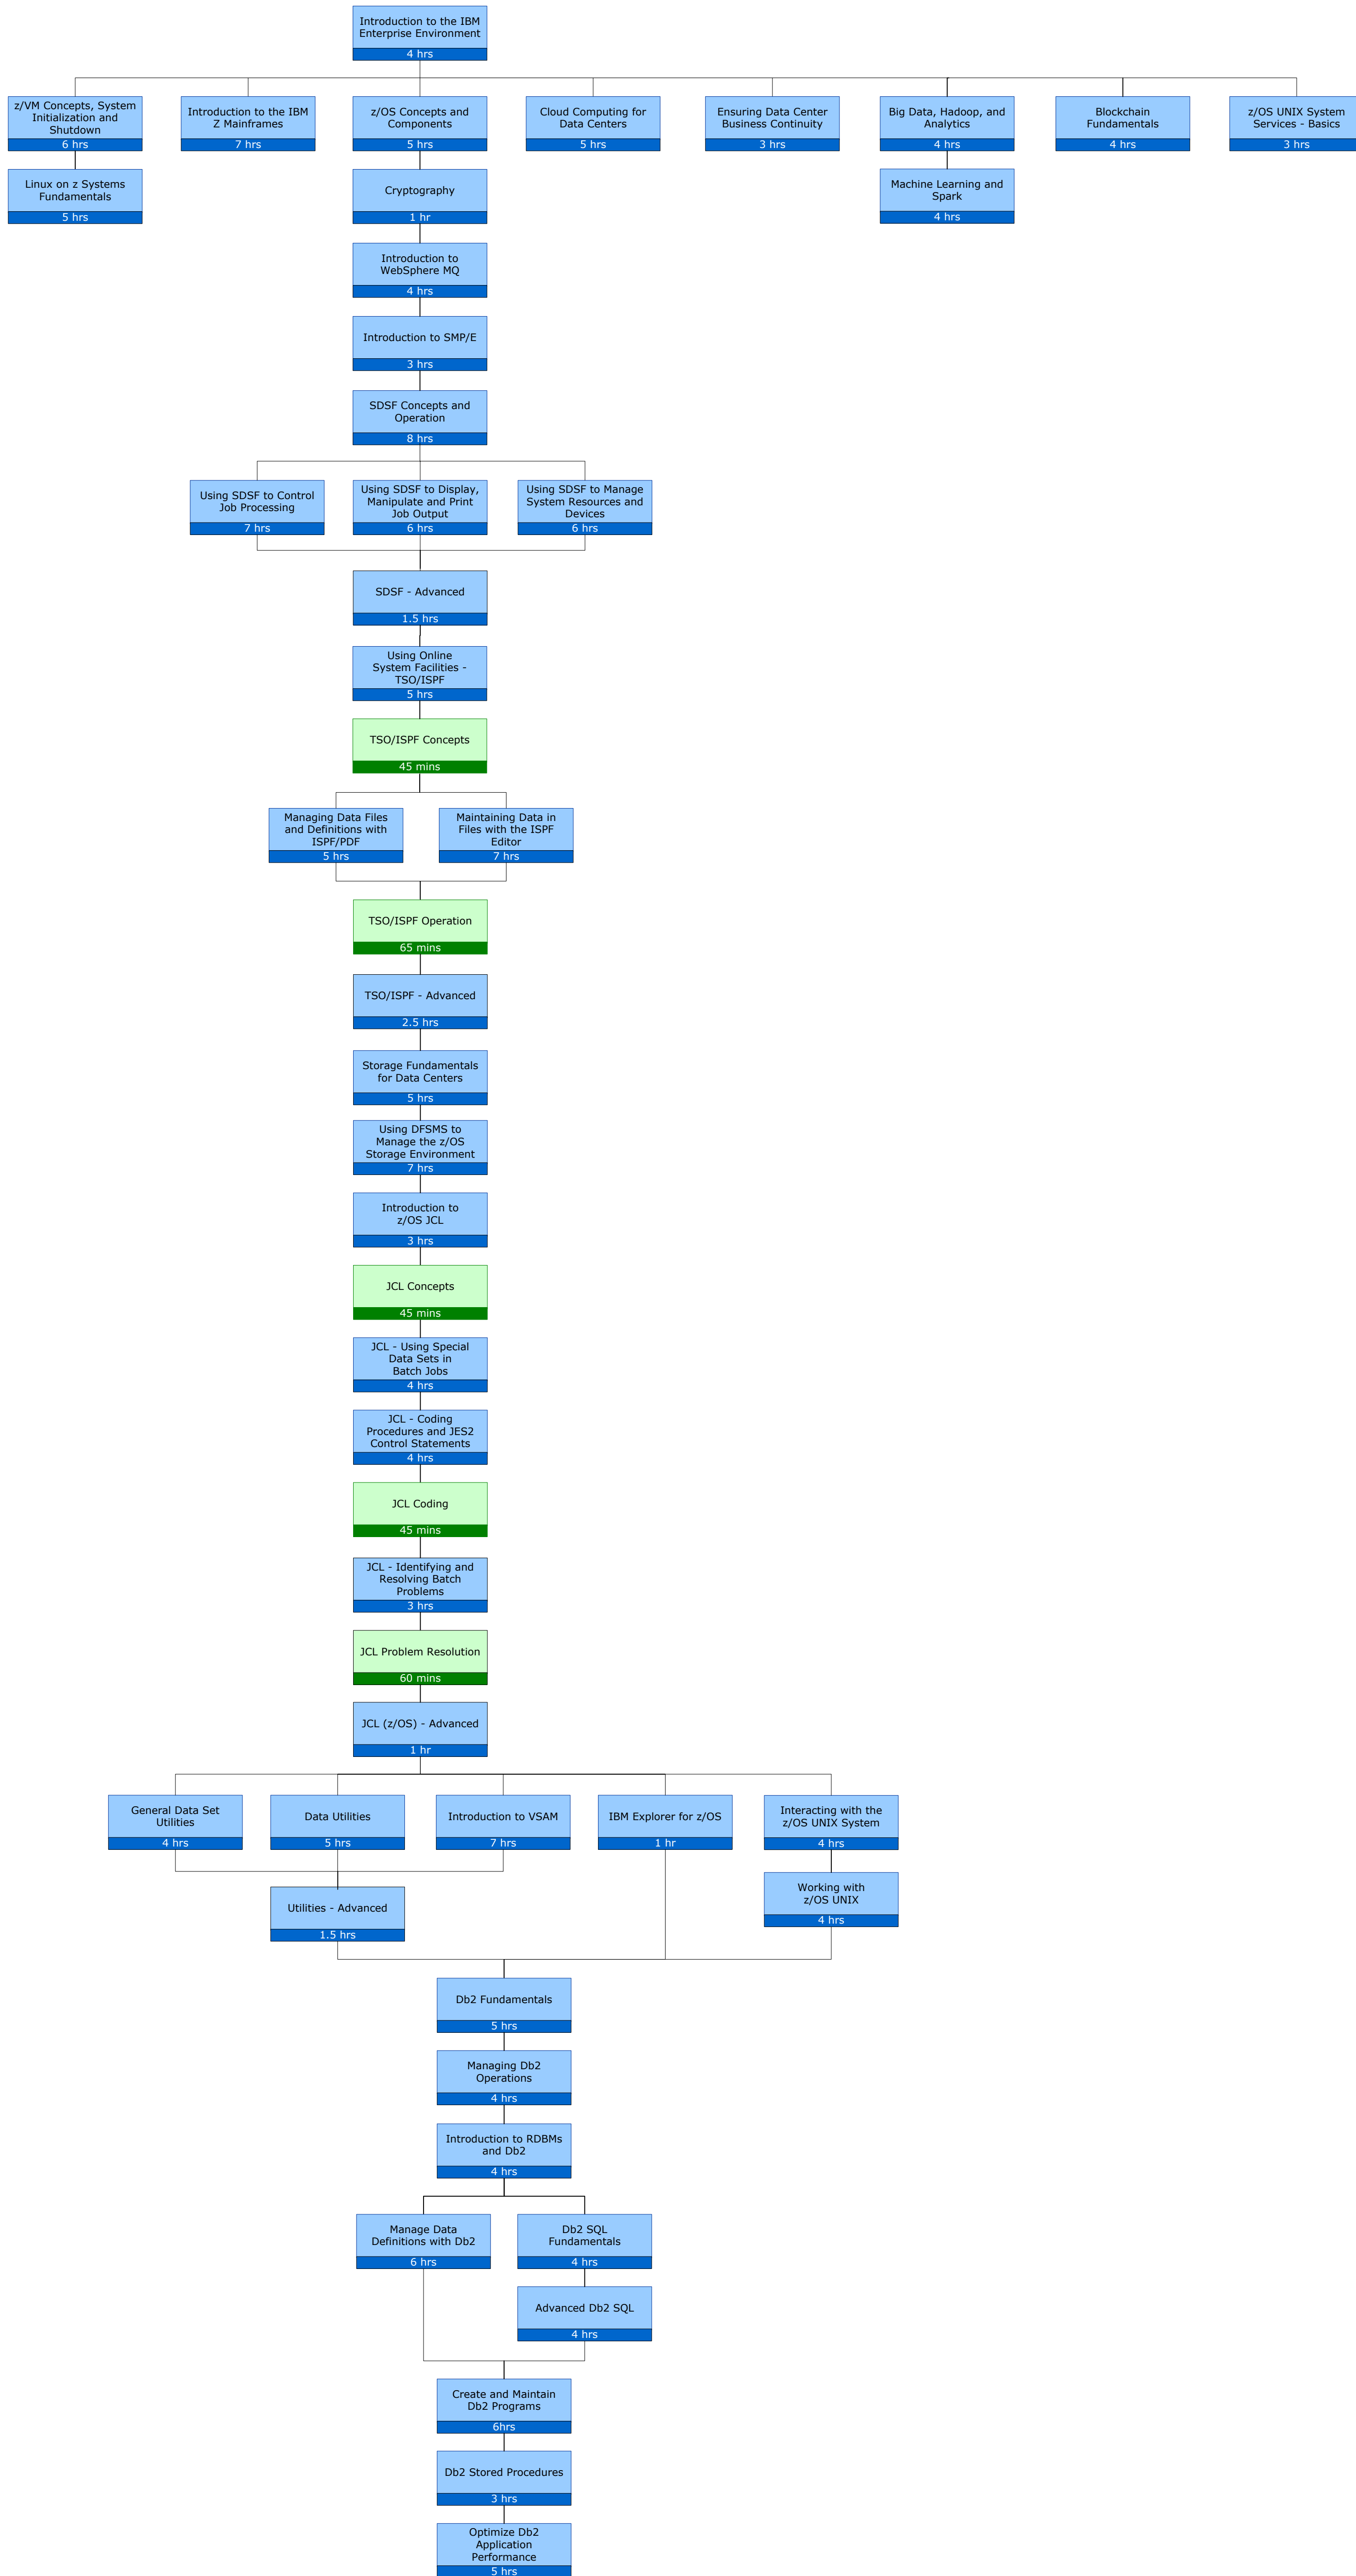 Introduction to the IBM
Enterprise Environment
4 hrs
z/VM Concepts, System
Initialization and
Shutdown
6 hrs
Introduction to the IBM
Z Mainframes
7 hrs
z/OS Concepts and
Components
5 hrs
Cloud Computing for
Data Centers
5 hrs
Ensuring Data Center
Business Continuity
3 hrs
Big Data, Hadoop, and
Analytics
4 hrs
Blockchain
Fundamentals
4 hrs
z/OS UNIX System
Services - Basics
3 hrs
Linux on z Systems
Fundamentals
5 hrs
Cryptography
1 hr
Machine Learning and
Spark
4 hrs
Introduction to
WebSphere MQ
4 hrs
Introduction to SMP/E
3 hrs
SDSF Concepts and
Operation
8 hrs
Using SDSF to Control
Job Processing
7 hrs
Using SDSF to Display,
Manipulate and Print
Job Output
6 hrs
Using SDSF to Manage
System Resources and
Devices
6 hrs
SDSF - Advanced
1.5 hrs
Using Online
System Facilities -
TSO/ISPF
5 hrs
TSO/ISPF Concepts
45 mins
Managing Data Files
and Definitions with
ISPF/PDF
5 hrs
Maintaining Data in
Files with the ISPF
Editor
7 hrs
TSO/ISPF Operation
65 mins
TSO/ISPF - Advanced
2.5 hrs
Storage Fundamentals
for Data Centers
5 hrs
Using DFSMS to
Manage the z/OS
Storage Environment
7 hrs
Introduction to
z/OS JCL
3 hrs
JCL Concepts
45 mins
JCL - Using Special
Data Sets in
Batch Jobs
4 hrs
JCL - Coding
Procedures and JES2
Control Statements
4 hrs
JCL Coding
45 mins
JCL - Identifying and
Resolving Batch
Problems
3 hrs
JCL Problem Resolution
60 mins
JCL (z/OS) - Advanced
1 hr
General Data Set
Utilities
4 hrs
Data Utilities
5 hrs
Introduction to VSAM
7 hrs
IBM Explorer for z/OS
1 hr
Interacting with the
z/OS UNIX System
4 hrs
Utilities - Advanced
1.5 hrs
Working with
z/OS UNIX
4 hrs
Db2 Fundamentals
5 hrs
Managing Db2
Operations
4 hrs
Introduction to RDBMs
and Db2
4 hrs
Manage Data
Definitions with Db2
6 hrs
Db2 SQL
Fundamentals
4 hrs
Advanced Db2 SQL
4 hrs
Create and Maintain
Db2 Programs
6hrs
Db2 Stored Procedures
3 hrs
Optimize Db2
Application
Performance
5 hrs